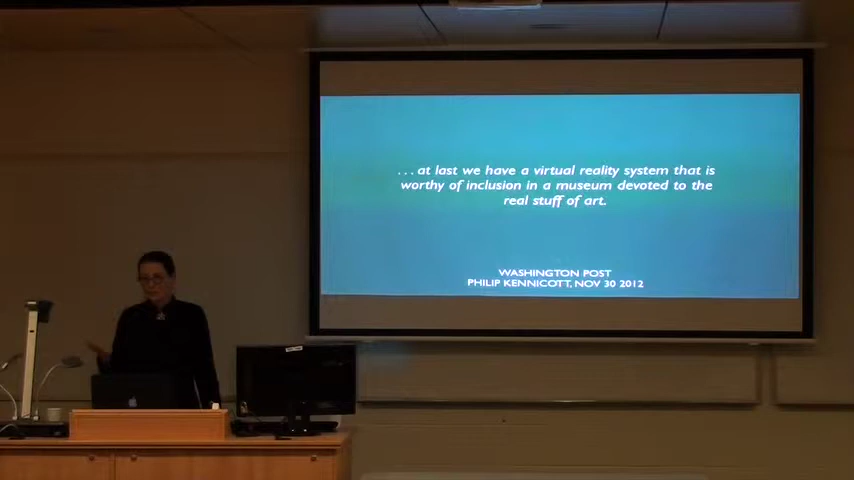 ... at last we have a virtual reality system that is
worthy of inclusion in a museum devoted to the
real stuff of art.
WASHINGTON POST
PHILIP KENNICOTT, NOV 30 2012